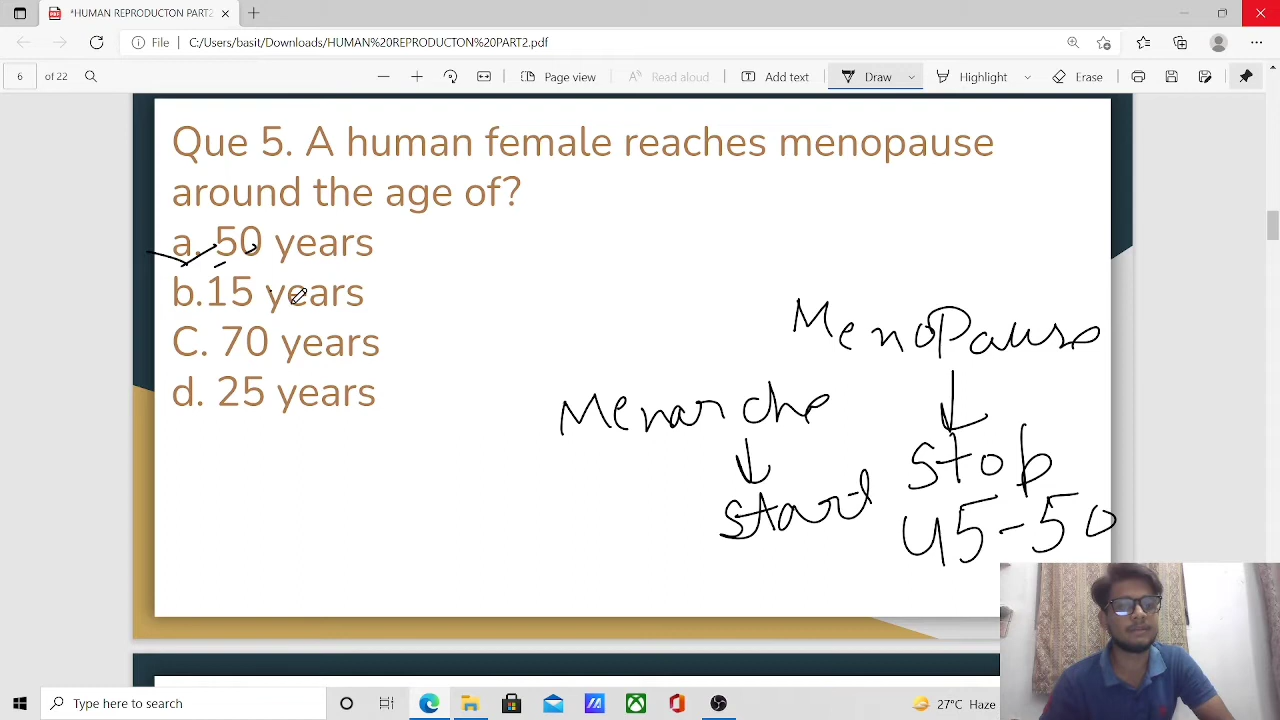 *HUMAN REPRODUCTON PART2
File C:/Users/basit/Downloads/HUMAN%20REPRODUCTON%20PART2.pdf
6 of 22 Page view Read aloud Add text Draw Highlight Erase
Que 5. A human female reaches menopause
around the age of?
a. 50 years
b.15 years
C. 70 years
d. 25 years
MenoPause
Menarche
stop
start
45-50
Type here to search
27°C Haze